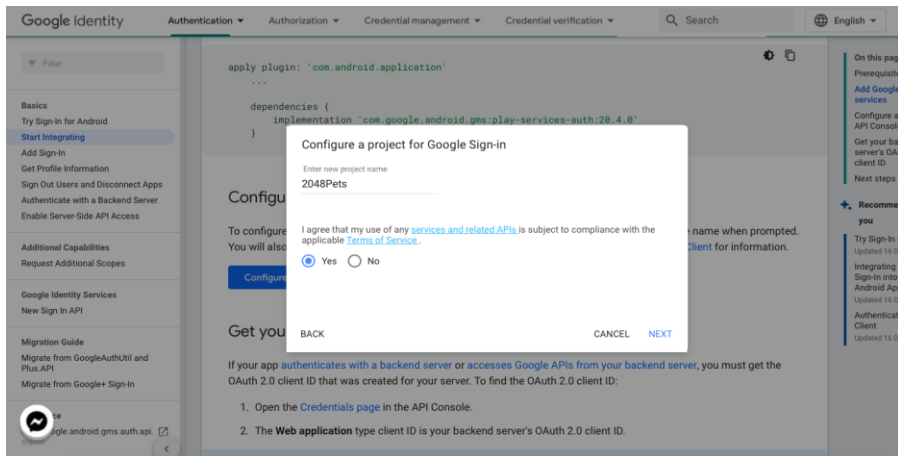 Google Identity
Authentication
Authorization
Credential management
Credential verification
Search
English
Filter
Basics
Try Sign-In for Android
Start Integrating
Add Sign-In
Get Profile Information
Sign Out Users and Disconnect Apps
Authenticate with a Backend Server
Enable Server-Side API Access
Additional Capabilities
Request Additional Scopes
Google Identity Services
New Sign In API
Migration Guide
Migrate from GoogleAuthUtil and
Plus.API
Migrate from Google+ Sign-In
ogle.android.gms.auth.api.
apply plugin: 'com.android.application'
...
dependencies {
implementation 'com.google.android.gms:play-services-auth:20.4.0'
}
Configu
To configure
name when prompted.
You will also
Client for information.
Configure
Configure a project for Google Sign-in
Enter new project name
2048Pets
I agree that my use of any services and related APIs is subject to compliance with the
applicable Terms of Service .
Yes No
BACK CANCEL NEXT
Get you
If your app authenticates with a backend server or accesses Google APIs from your backend server, you must get the
OAuth 2.0 client ID that was created for your server. To find the OAuth 2.0 client ID:
1. Open the Credentials page in the API Console.
2. The Web application type client ID is your backend server's OAuth 2.0 client ID.
On this pag
Prerequisite
Add Google
services
Configure a
API Consol
Get your ba
server's OA
client ID
Next steps
Recomme
you
Try Sign-In
Updated 16 D
Integrating
Sign-In into
Android Ap
Updated 16 D
Authenticat
Client
Updated 16 D